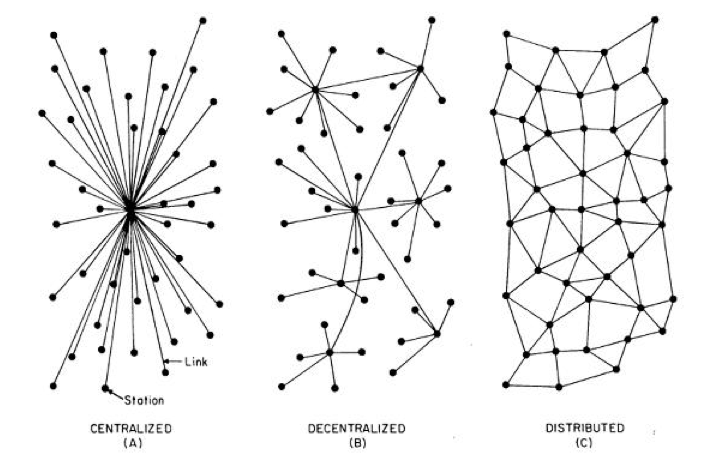 Link
Station
CENTRALIZED
(A)
DECENTRALIZED
(B)
DISTRIBUTED
(C)